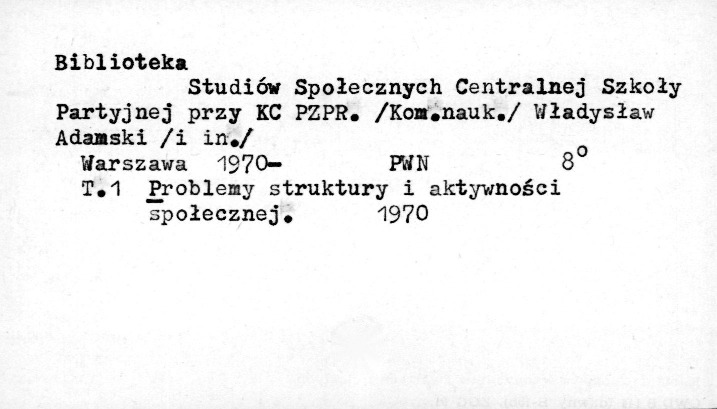 Biblioteka
Studiów Społecznych Centralnej Szkoły
Partyjnej przy KC PZPR. /Kom.nauk./ Władysław
Adamski /i in./
Warszawa 1970- PWN 8°
T.1 Problemy struktury i aktywności
społecznej. 1970